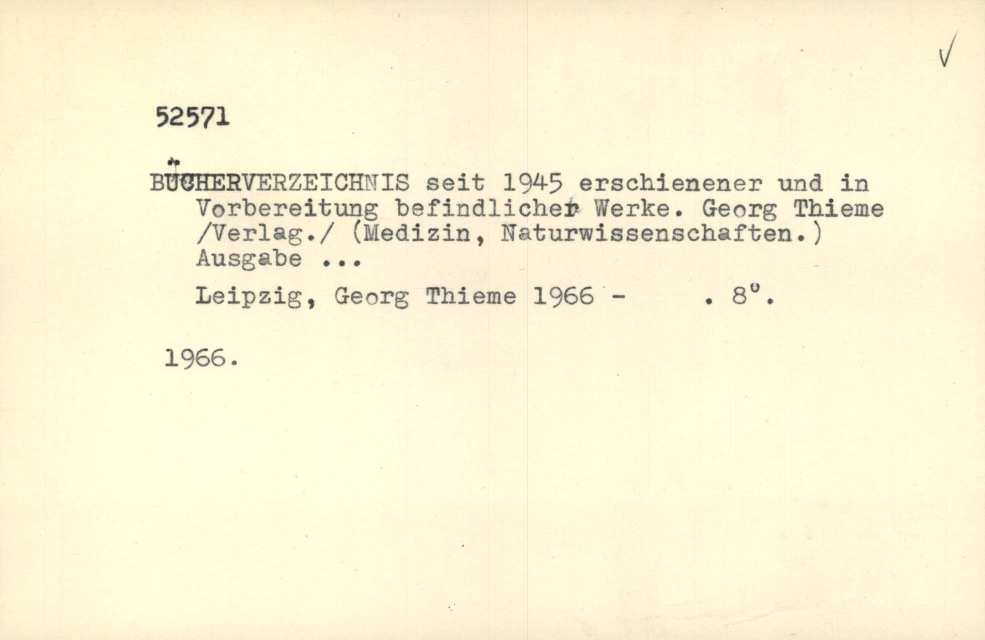 52571
BÜCHERVERZEICHNIS seit 1945 erschienener und in
Vorbereitung befindlicher Werke. Georg Thieme
/Verlag./ (Medizin, Naturwissenschaften.)
Ausgabe ...
Leipzig, Georg Thieme 1966 - . 8°.
1966.